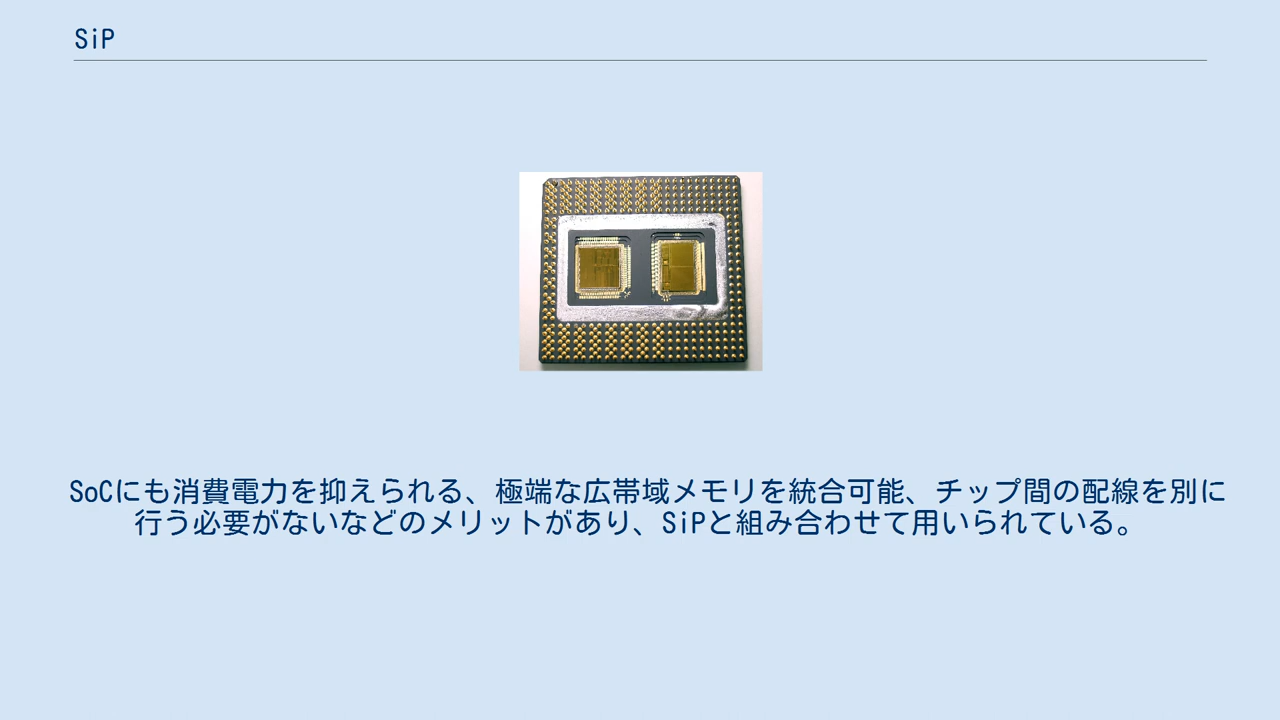 SiP
SoCにも消費電力を抑えられる、極端な広帯域メモリを統合可能、チップ間の配線を別に
行う必要がないなどのメリットがあり、SiPと組み合わせて用いられている。